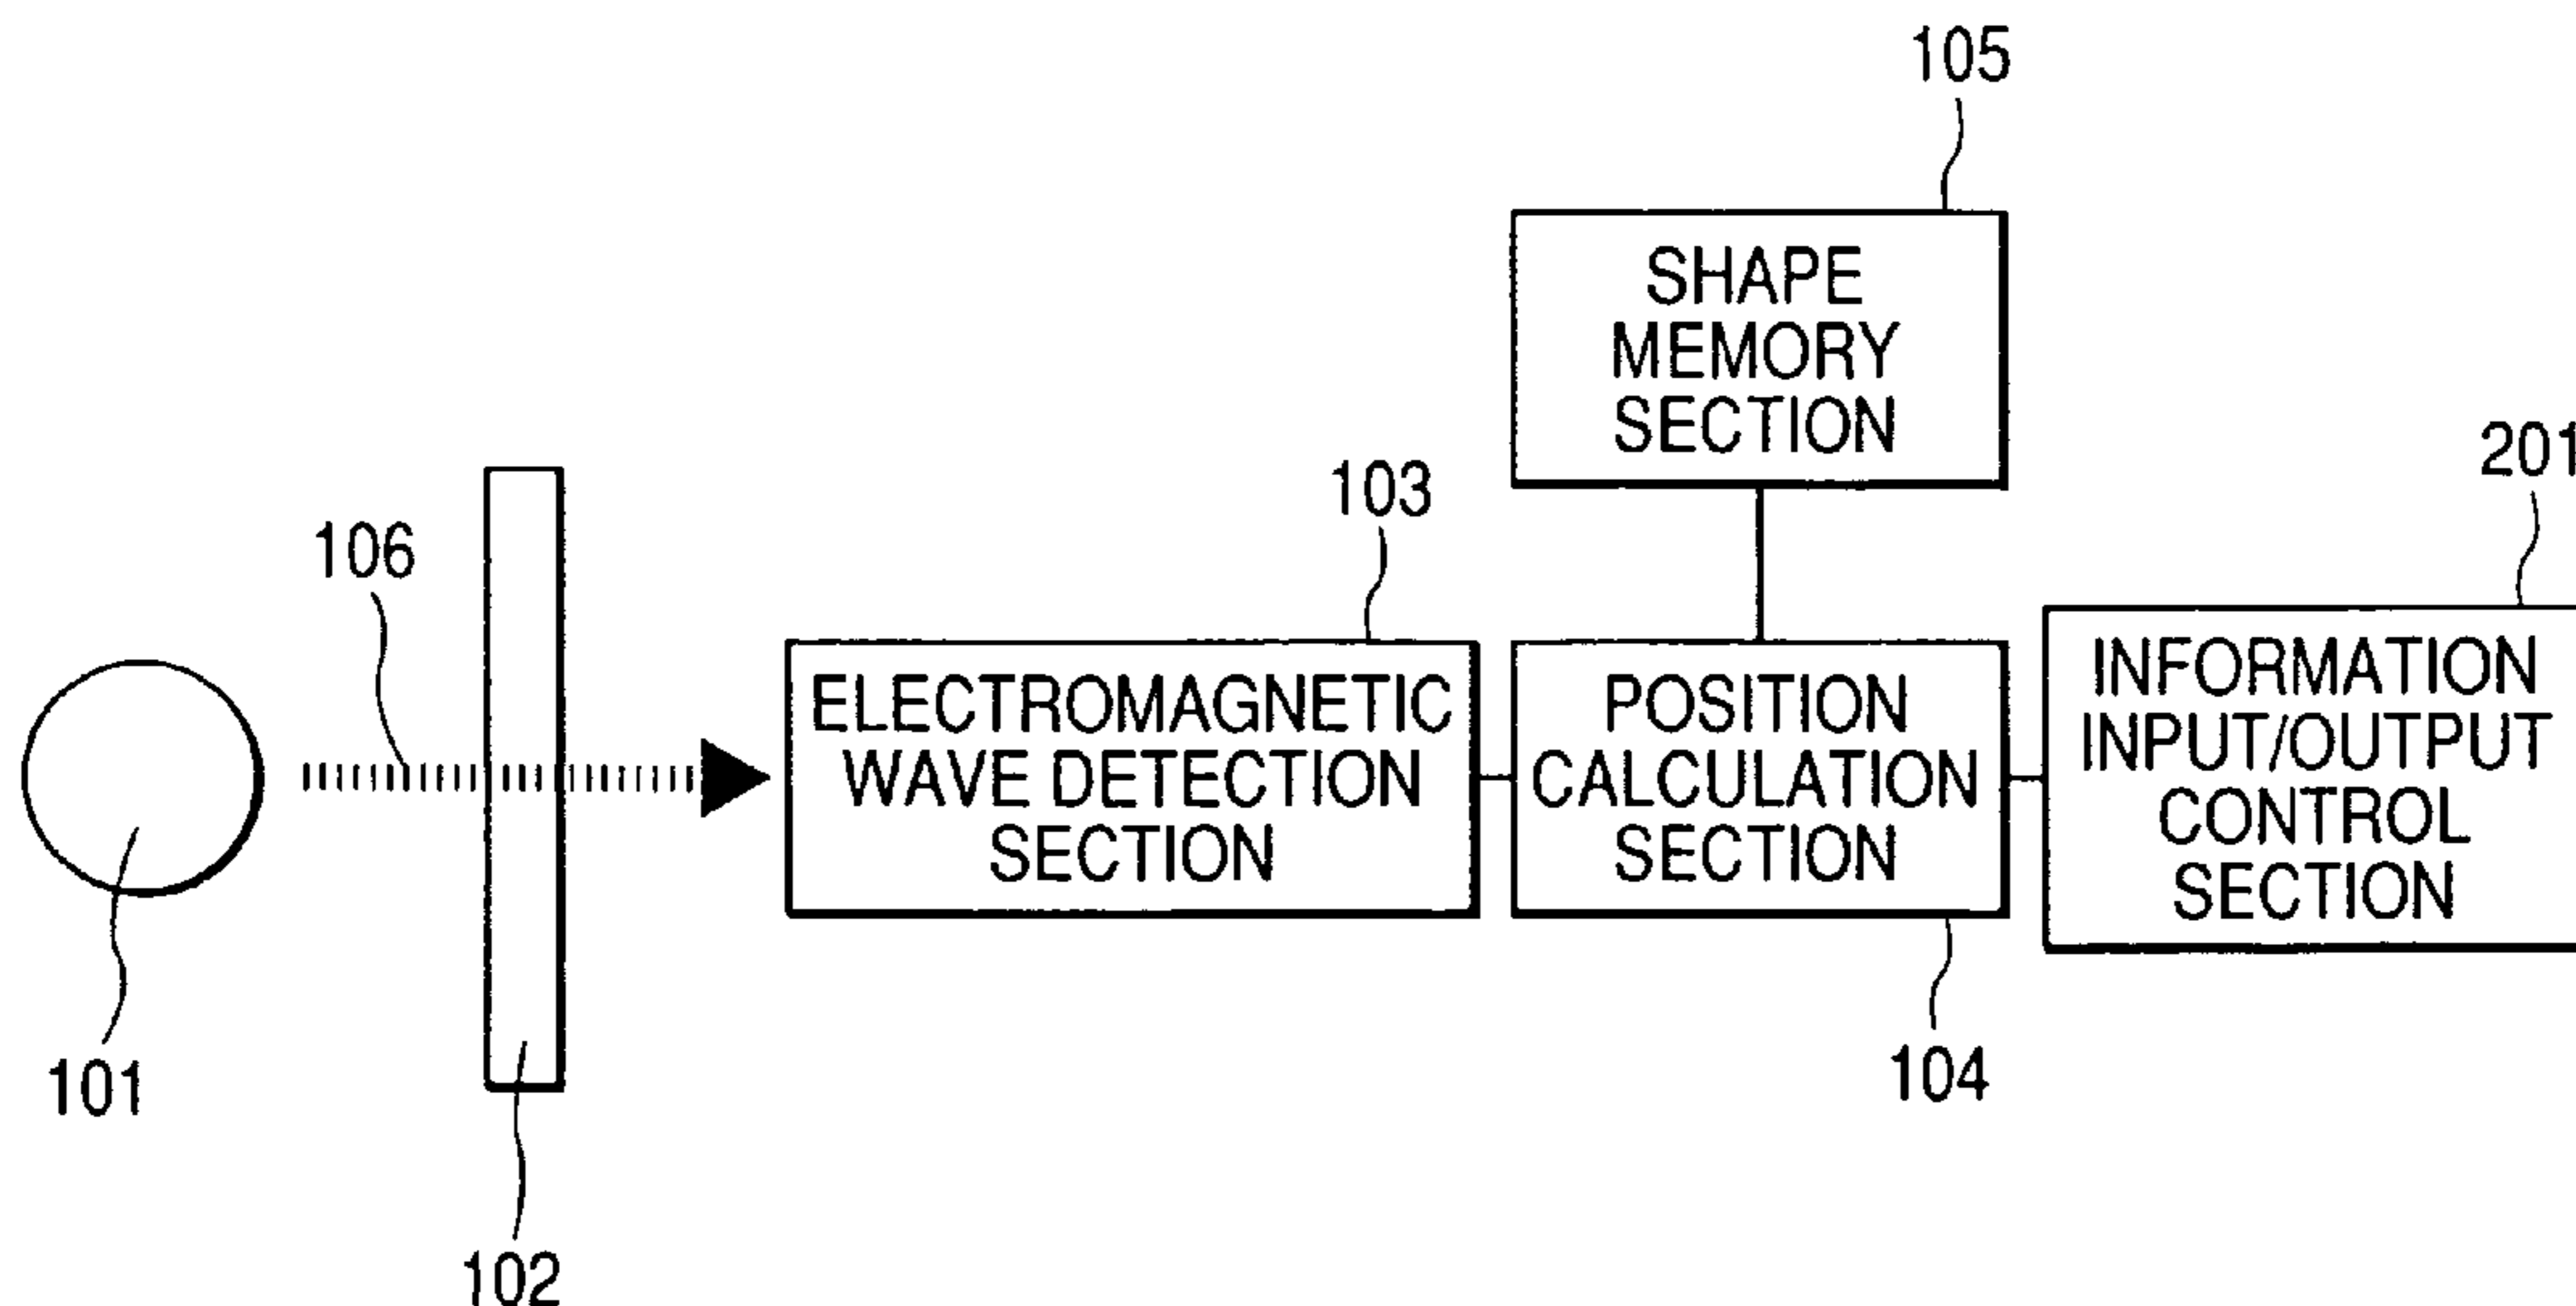 105
SHAPE
MEMORY
SECTION
201
103
106
ELECTROMAGNETIC
WAVE DETECTION
SECTION
POSITION
CALCULATION
SECTION
INFORMATION
INPUT/OUTPUT
CONTROL
SECTION
101
104
102